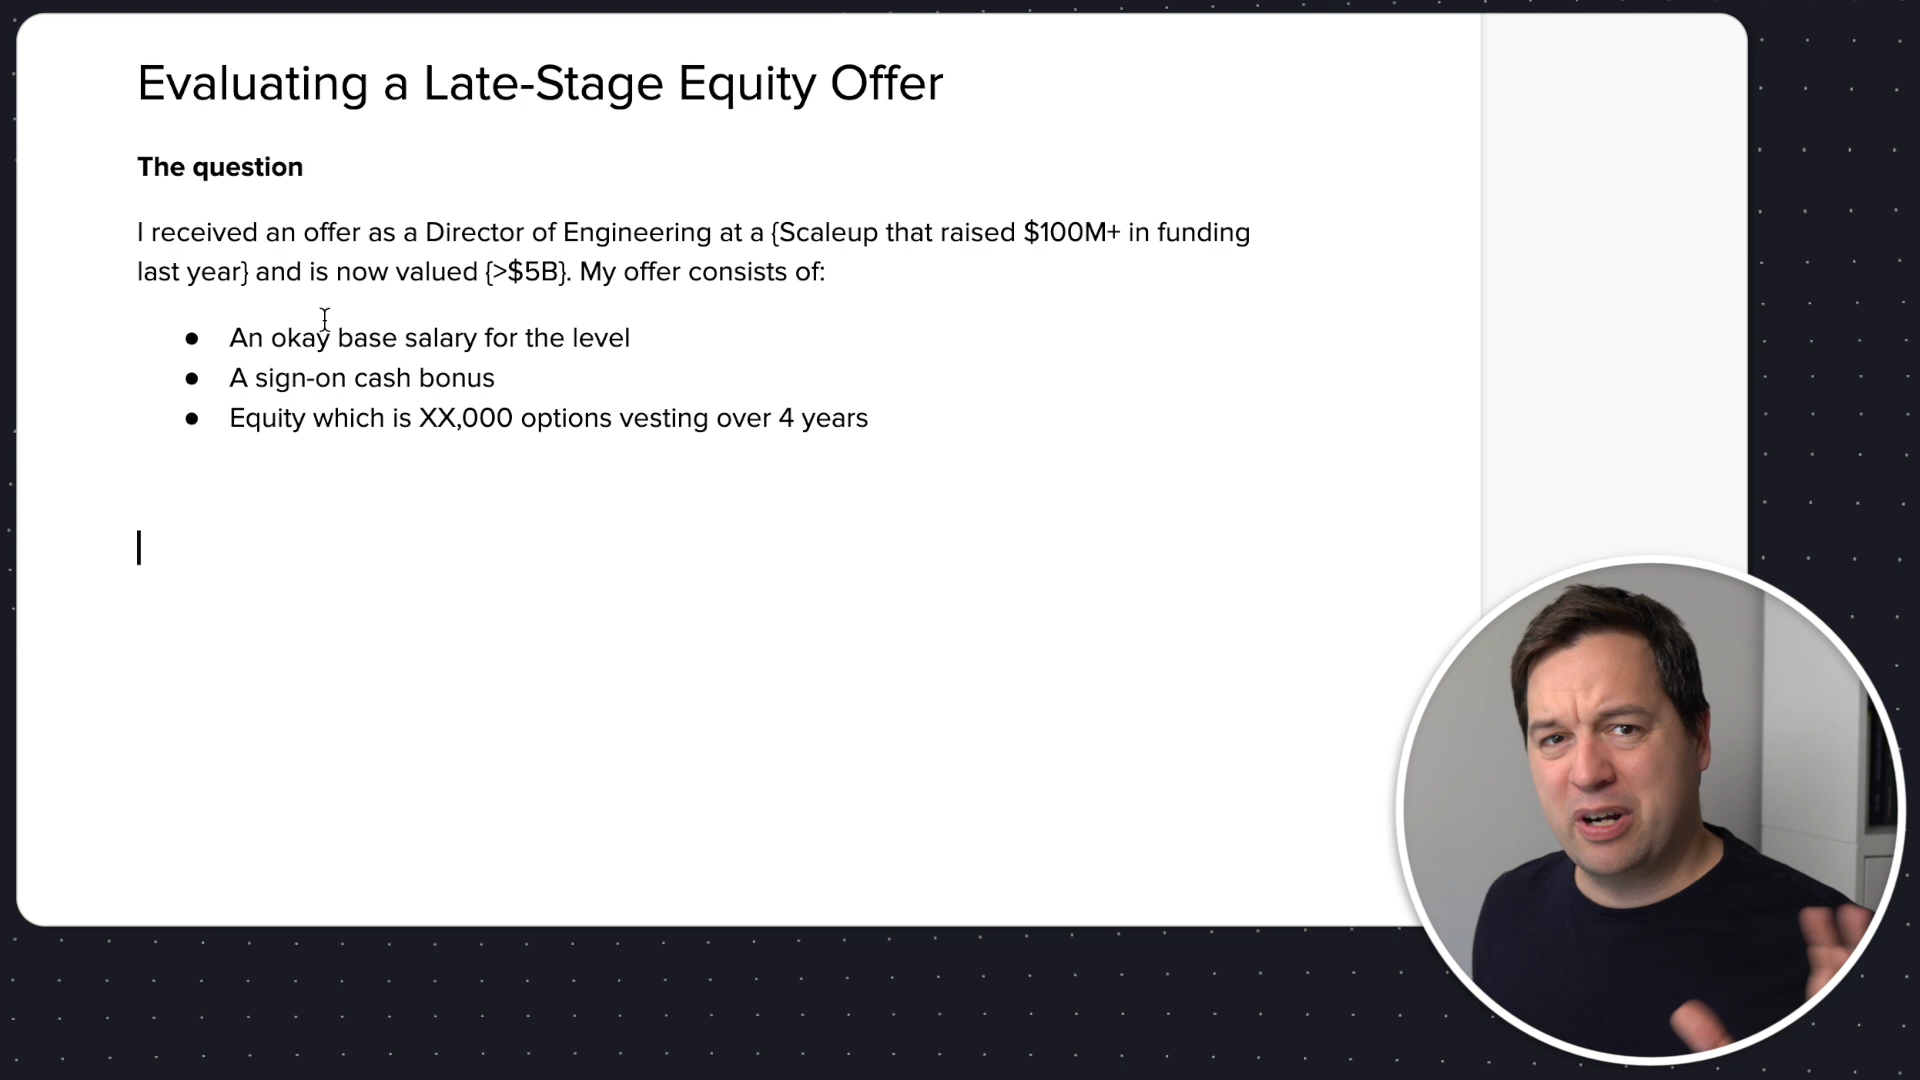 Evaluating a Late-Stage Equity Offer
The question
I received an offer as a Director of Engineering at a {Scaleup that raised $100M+ in funding
last year} and is now valued {>$5B}. My offer consists of:
● An okay base salary for the level
● A sign-on cash bonus
● Equity which is XX,000 options vesting over 4 years